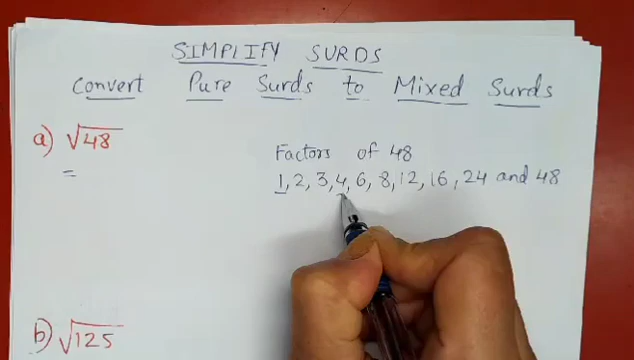 SIMPLIFY SURDS
Convert Pure Surds to Mixed Surds
a) √48
Factors of 48
=
1, 2, 3, 4, 6, 8, 12, 16, 24 and 48
b) √125